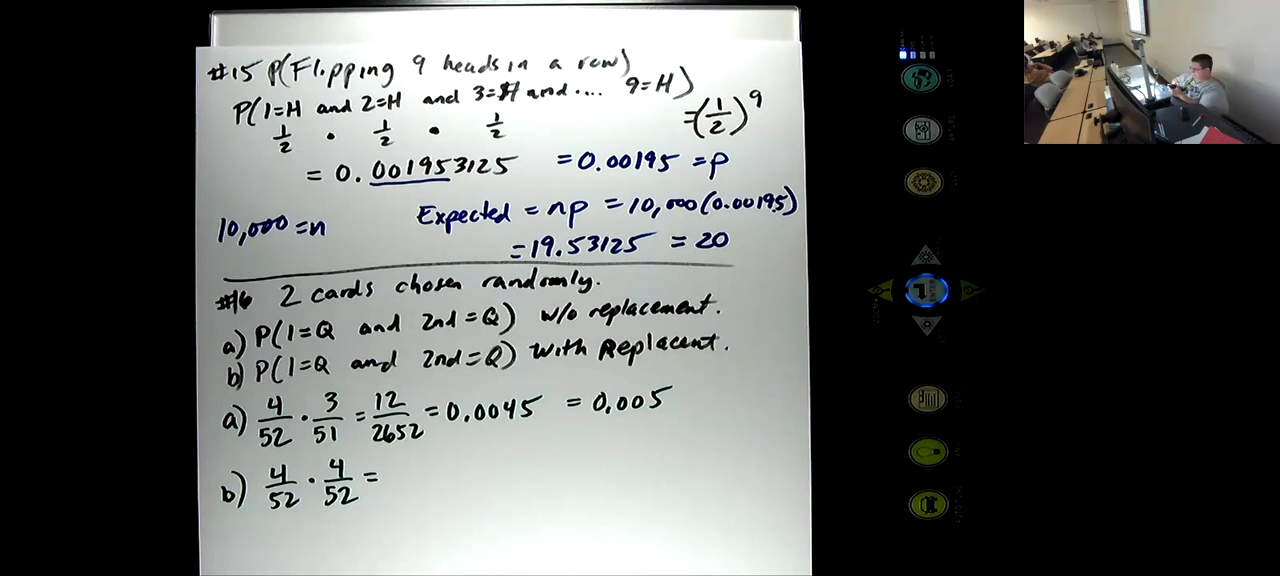 #15 P(Flipping 9 heads in a row)
P(1=H and 2=H and 3=H and.... 9=H)
1/2 • 1/2 • 1/2 =(1/2)^9
= 0.001953125 =0.00195 =p
10,000=n Expected = np =10,000(0.00195)
=19.53125 = 20
#16 2 cards chosen randomly.
a) P(1=Q and 2nd=Q) w/o replacement.
b) P(1=Q and 2nd=Q) with Replacent.
a) 4/52 · 3/51 = 12/2652 = 0.0045 = 0.005
b) 4/52 · 4/52 =
ENTER